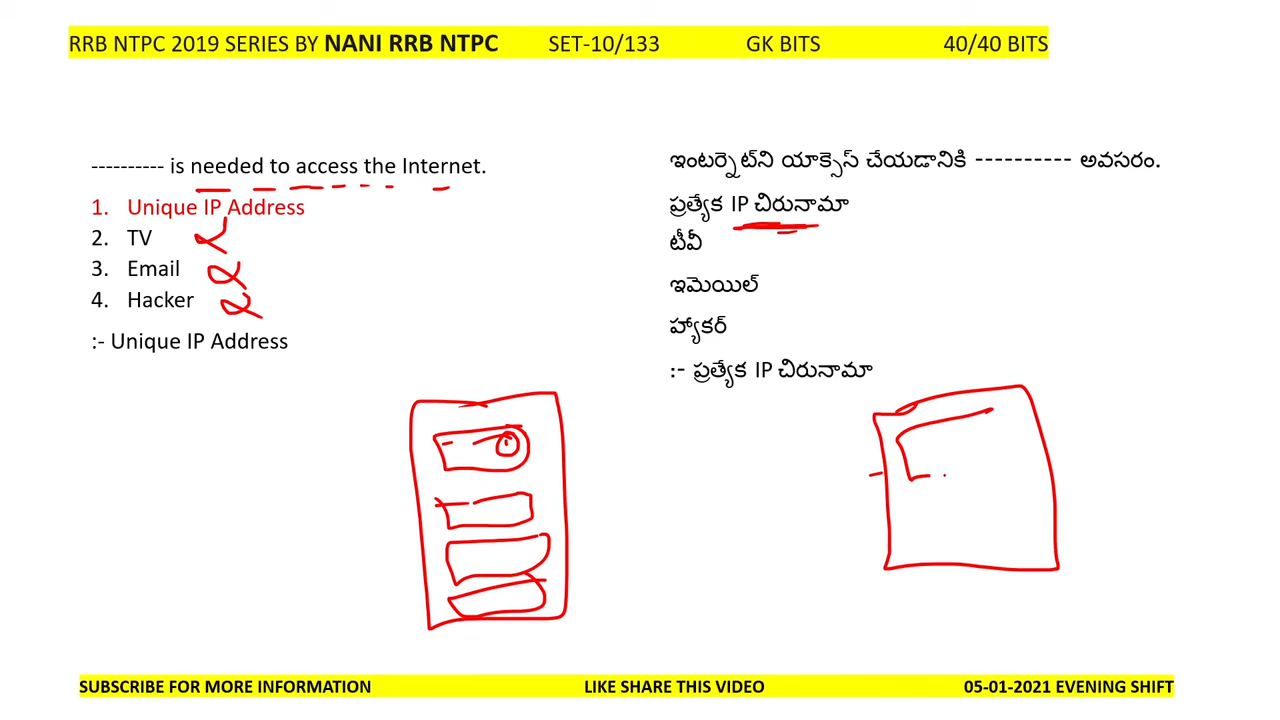 RRB NTPC 2019 SERIES BY NANI RRB NTPC SET-10/133 GK BITS 40/40 BITS
---------- is needed to access the Internet.
1. Unique IP Address
2. TV
3. Email
4. Hacker
:- Unique IP Address
ఇంటర్నెట్‌ని యాక్సెస్ చేయడానికి ---------- అవసరం.
ప్రత్యేక IP చిరునామా
టీవీ
ఇమెయిల్
హ్యాకర్
:- ప్రత్యేక IP చిరునామా
SUBSCRIBE FOR MORE INFORMATION LIKE SHARE THIS VIDEO 05-01-2021 EVENING SHIFT